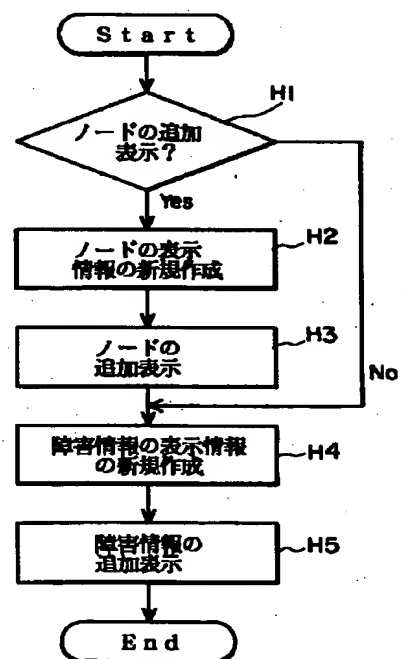 Start
H1
ノードの追加
表示?
Yes
ノードの表示
情報の新規作成
H2
ノードの
追加表示
H3
No
障害情報の表示情報
の新規作成
H4
障害情報の
追加表示
H5
End